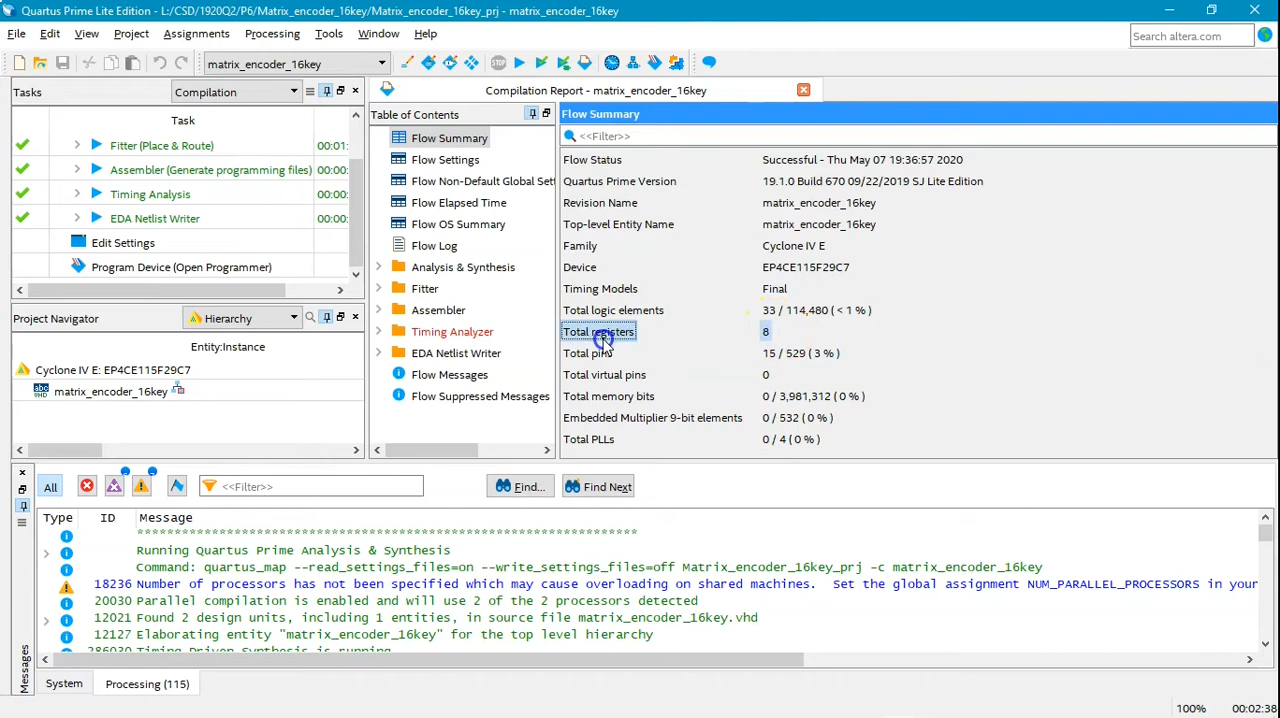 Quartus Prime Lite Edition - L:/CSD/1920Q2/P6/Matrix_encoder_16key/Matrix_encoder_16key_prj - matrix_encoder_16key
File Edit View Project Assignments Processing Tools Window Help
Search altera.com
matrix_encoder_16key
Tasks Compilation
Task
Fitter (Place & Route) 00:01:
Assembler (Generate programming files) 00:00:
Timing Analysis 00:00:
EDA Netlist Writer 00:00:
Edit Settings
Program Device (Open Programmer)
Project Navigator Hierarchy
Entity:Instance
Cyclone IV E: EP4CE115F29C7
matrix_encoder_16key
Compilation Report - matrix_encoder_16key
Table of Contents
Flow Summary
Flow Settings
Flow Non-Default Global Sett
Flow Elapsed Time
Flow OS Summary
Flow Log
Analysis & Synthesis
Fitter
Assembler
Timing Analyzer
EDA Netlist Writer
Flow Messages
Flow Suppressed Messages
Flow Summary
<<Filter>>
Flow Status Successful - Thu May 07 19:36:57 2020
Quartus Prime Version 19.1.0 Build 670 09/22/2019 SJ Lite Edition
Revision Name matrix_encoder_16key
Top-level Entity Name matrix_encoder_16key
Family Cyclone IV E
Device EP4CE115F29C7
Timing Models Final
Total logic elements 33 / 114,480 ( < 1 % )
Total registers 8
Total pins 15 / 529 ( 3 % )
Total virtual pins 0
Total memory bits 0 / 3,981,312 ( 0 % )
Embedded Multiplier 9-bit elements 0 / 532 ( 0 % )
Total PLLs 0 / 4 ( 0 % )
All <<Filter>> Find... Find Next
Type ID Message
*******************************************************************
Running Quartus Prime Analysis & Synthesis
Command: quartus_map --read_settings_files=on --write_settings_files=off Matrix_encoder_16key_prj -c matrix_encoder_16key
18236 Number of processors has not been specified which may cause overloading on shared machines. Set the global assignment NUM_PARALLEL_PROCESSORS in your
20030 Parallel compilation is enabled and will use 2 of the 2 processors detected
12021 Found 2 design units, including 1 entities, in source file matrix_encoder_16key.vhd
12127 Elaborating entity "matrix_encoder_16key" for the top level hierarchy
286030 Timing Driven Synthesis is running
Messages
System Processing (115)
100% 00:02:38